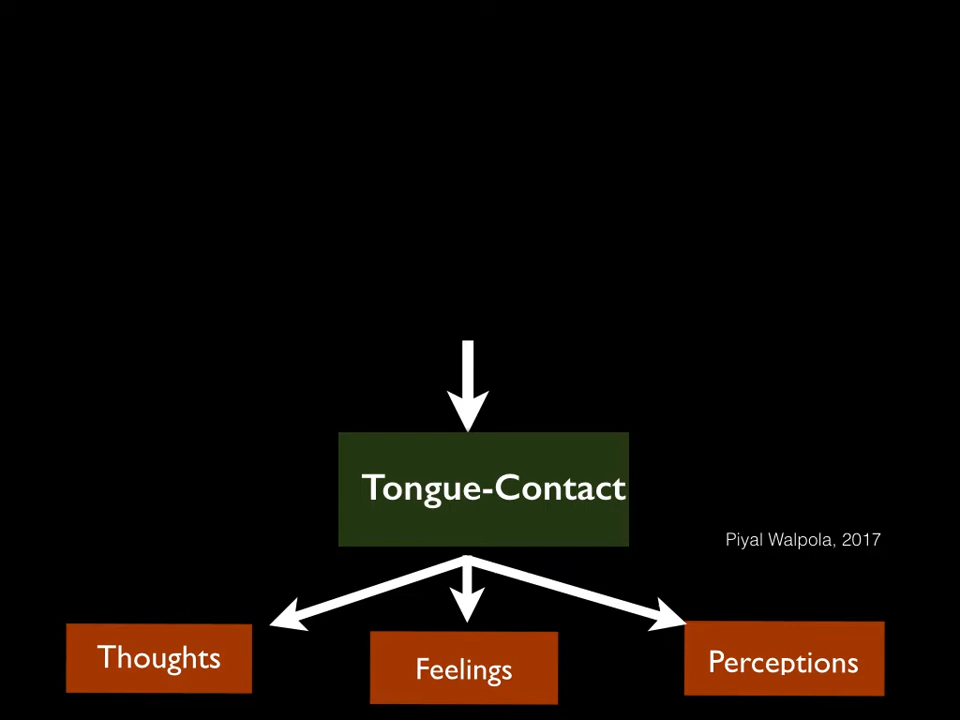 Tongue-Contact
Piyal Walpola, 2017
Thoughts
Feelings
Perceptions